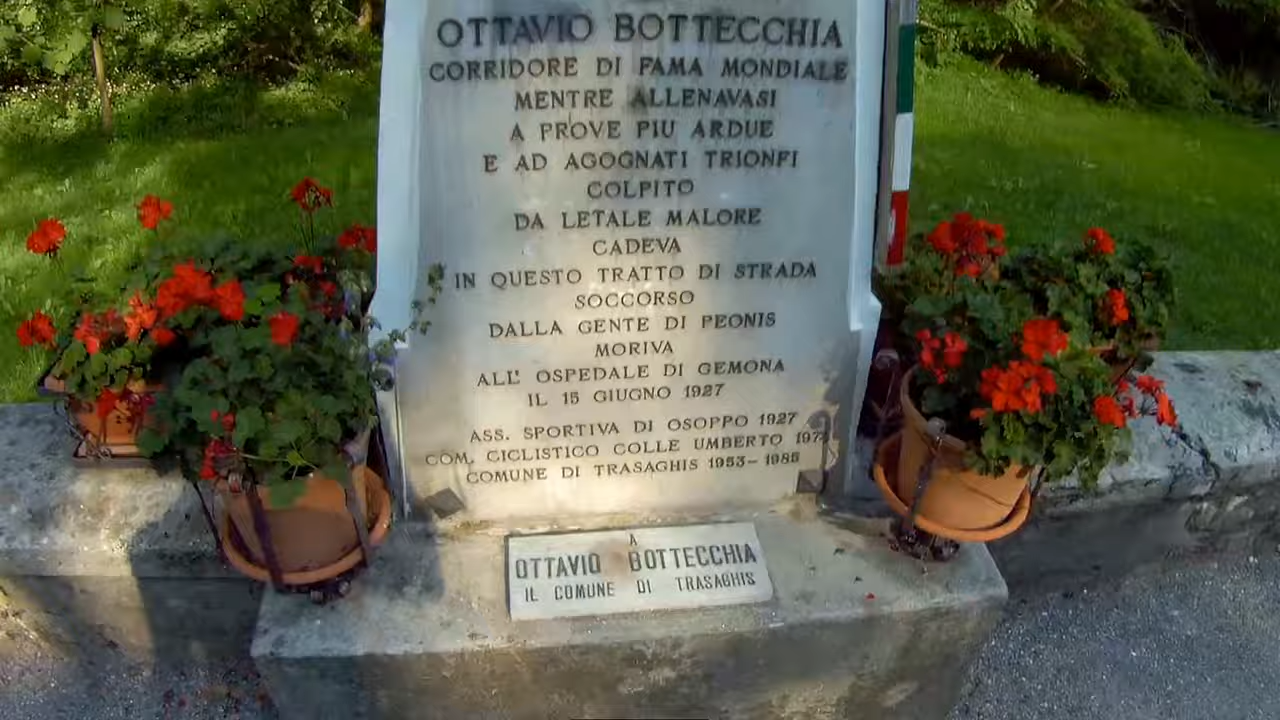 OTTAVIO BOTTECCHIA
CORRIDORE DI FAMA MONDIALE
MENTRE ALLENAVASI
A PROVE PIU ARDUE
E AD AGOGNATI TRIONFI
COLPITO
DA LETALE MALORE
CADEVA
IN QUESTO TRATTO DI STRADA
SOCCORSO
DALLA GENTE DI PEONIS
MORIVA
ALL' OSPEDALE DI GEMONA
IL 15 GIUGNO 1927
ASS. SPORTIVA DI OSOPPO 1927
COM. CICLISTICO COLLE UMBERTO
COMUNE DI TRASAGHIS 1953-1985
A
OTTAVIO BOTTECCHIA
IL COMUNE DI TRASAGHIS